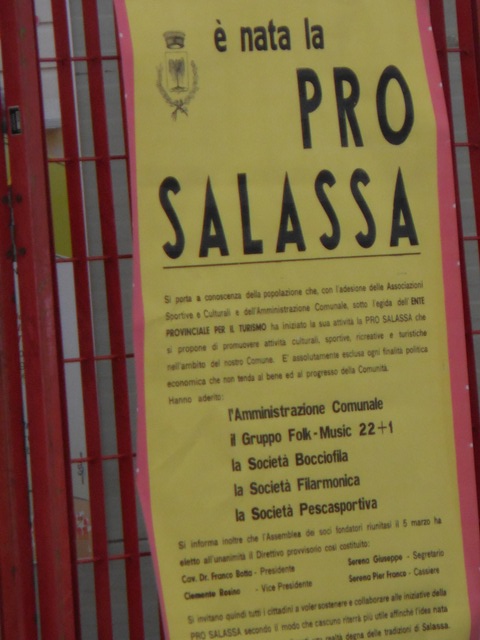 è nata la
PRO
SALASSA
Si porta a conoscenza della popolazione che, con l'adesione delle Associazioni
Sportive e Culturali e dell'Amministrazione Comunale, sotto l'egida dell'ENTE
PROVINCIALE PER IL TURISMO ha iniziato la sua attività la PRO SALASSA che
si propone di promuovere attività culturali, sportive, ricreative e turistiche
nell'ambito del nostro Comune. E' assolutamente esclusa ogni finalità politica
economica che non tenda al bene ed al progresso della Comunità.
Hanno aderito:
l'Amministrazione Comunale
il Gruppo Folk-Music 22+1
la Società Bocciofila
la Società Filarmonica
la Società Pescasportiva
Si informa inoltre che l'Assemblea dei soci fondatori riunitasi il 5 marzo ha
eletto all'unanimità il Direttivo provvisorio così costituito:
Cav. Dr. Franco Botto - Presidente Sereno Giuseppe - Segretario
Clemente Rosino - Vice Presidente Sereno Pier Franca - Cassiere
Si invitano quindi tutti i cittadini a voler sostenere e collaborare alle iniziative della
PRO SALASSA secondo il modo che ciascuno riterrà più utile affinchè l'idea nata
realtà degna delle tradizioni di Salassa.